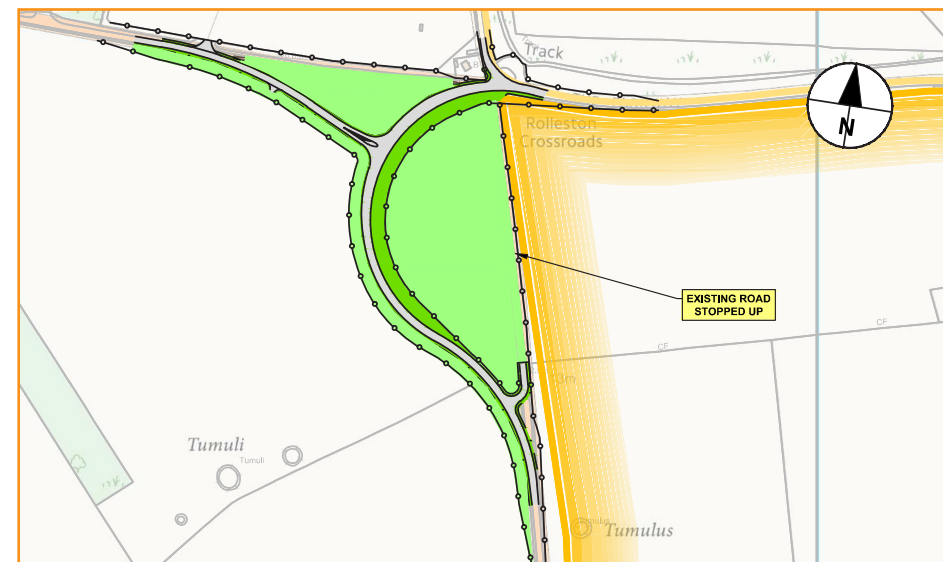 Track
N
Rolleston
Crossroads
EXISTING ROAD
STOPPED UP
CF
CF
Tumuli
Tumuli
Tumulus